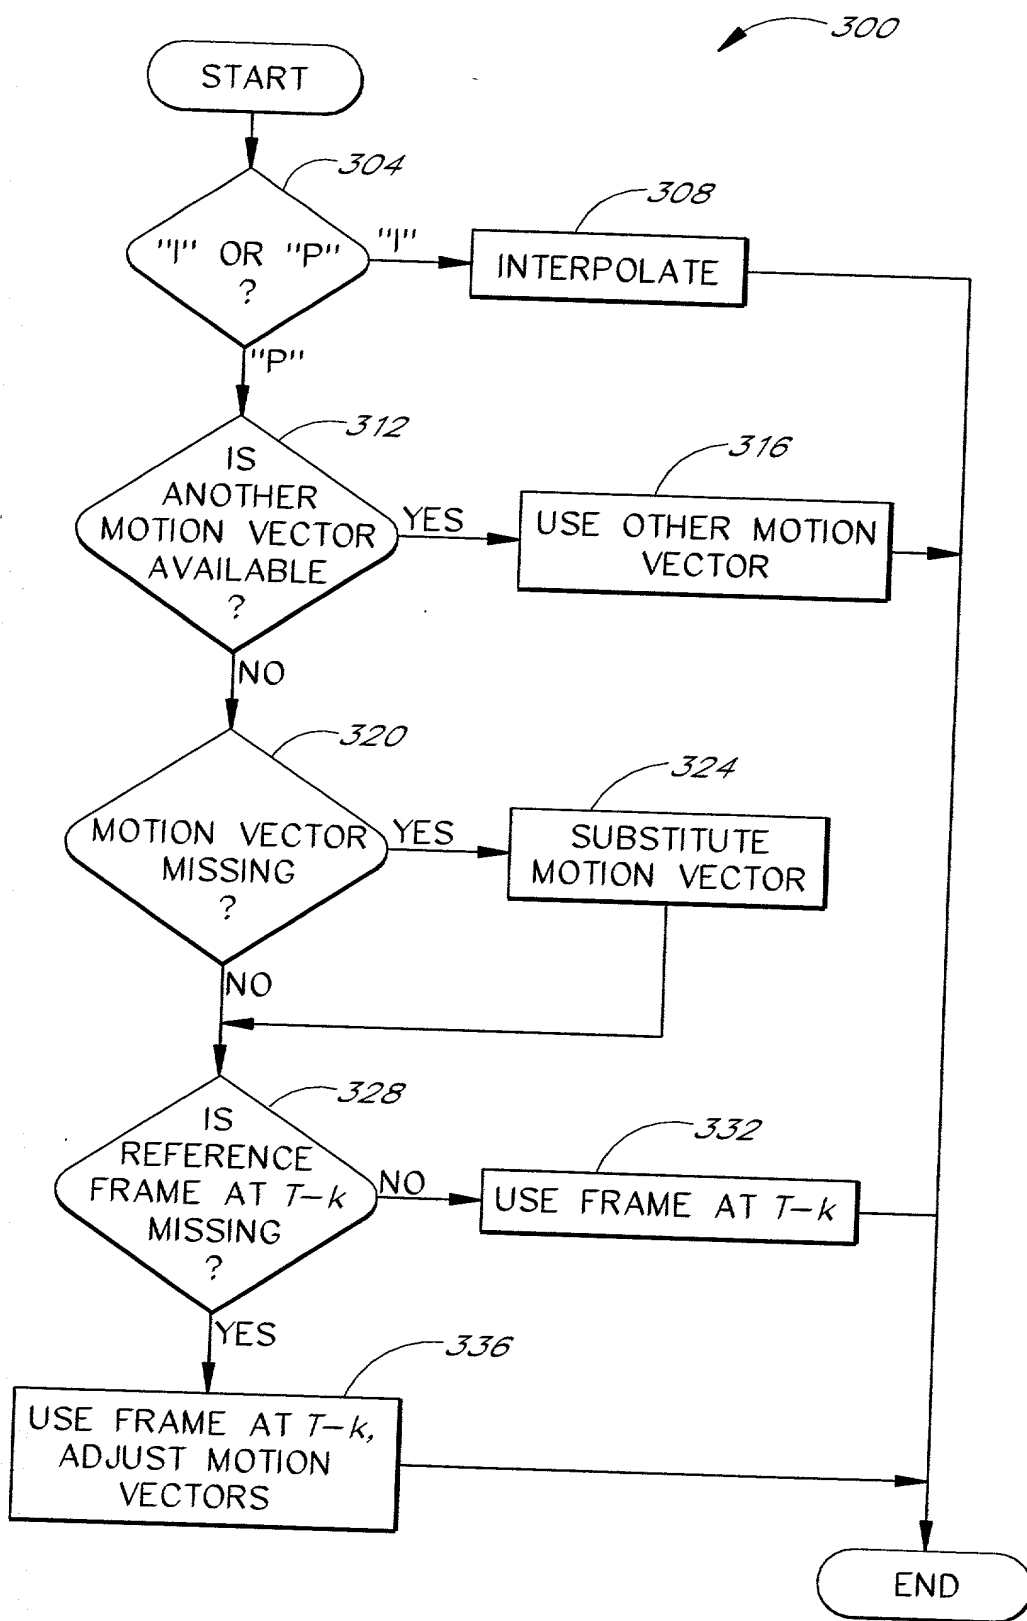 300
START
304
"I" OR "P"
?
"I"
308
INTERPOLATE
"P"
312
IS
ANOTHER
MOTION VECTOR
AVAILABLE
?
YES
316
USE OTHER MOTION
VECTOR
NO
320
MOTION VECTOR
MISSING
?
YES
324
SUBSTITUTE
MOTION VECTOR
NO
328
IS
REFERENCE
FRAME AT T-k
MISSING
?
NO
332
USE FRAME AT T-k
YES
336
USE FRAME AT T-k,
ADJUST MOTION
VECTORS
END